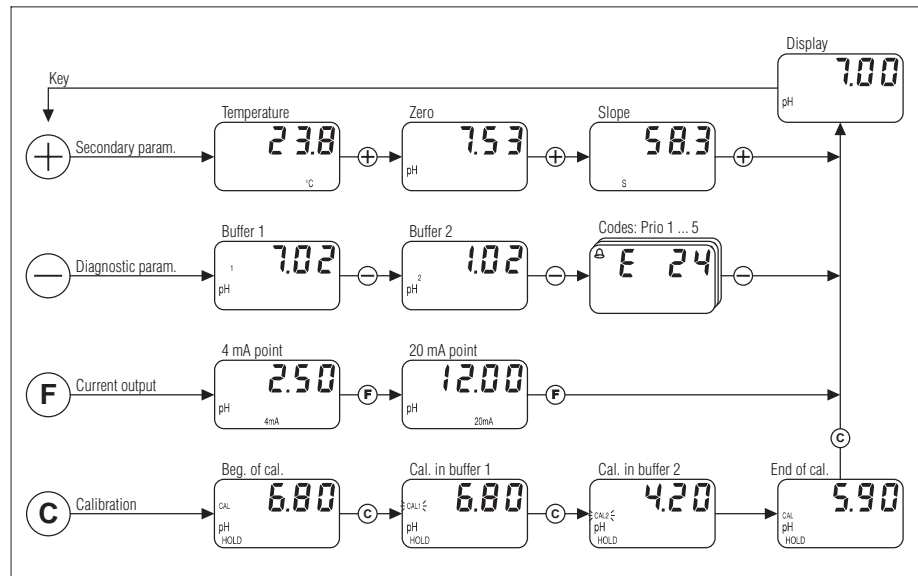 Display
7.00
pH
Key
Temperature
Zero
Slope
+ Secondary param.
23.8
°C
+
7.53
pH
+
58.3
S
+
Buffer 1
Buffer 2
Codes: Prio 1 ... 5
− Diagnostic param.
7.02
1
pH
−
1.02
2
pH
−
E 24
−
4 mA point
20 mA point
F Current output
2.50
pH
4mA
F
12.00
pH
20mA
F
C
Beg. of cal.
Cal. in buffer 1
Cal. in buffer 2
End of cal.
C Calibration
6.80
CAL
pH
HOLD
C
6.80
CAL1
pH
HOLD
C
4.20
CAL2
pH
HOLD
5.90
CAL
pH
HOLD